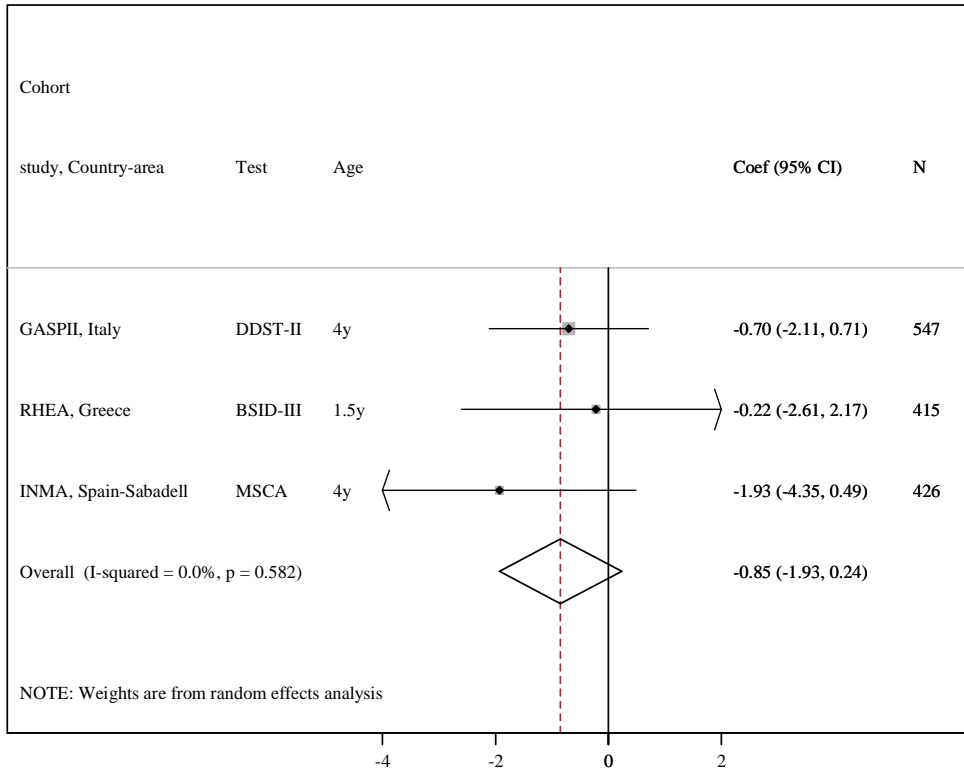 Cohort
study, Country-area Test Age Coef (95% CI) N
GASPII, Italy DDST-II 4y -0.70 (-2.11, 0.71) 547
RHEA, Greece BSID-III 1.5y -0.22 (-2.61, 2.17) 415
INMA, Spain-Sabadell MSCA 4y -1.93 (-4.35, 0.49) 426
Overall (I-squared = 0.0%, p = 0.582) -0.85 (-1.93, 0.24)
NOTE: Weights are from random effects analysis
-4 -2 0 2